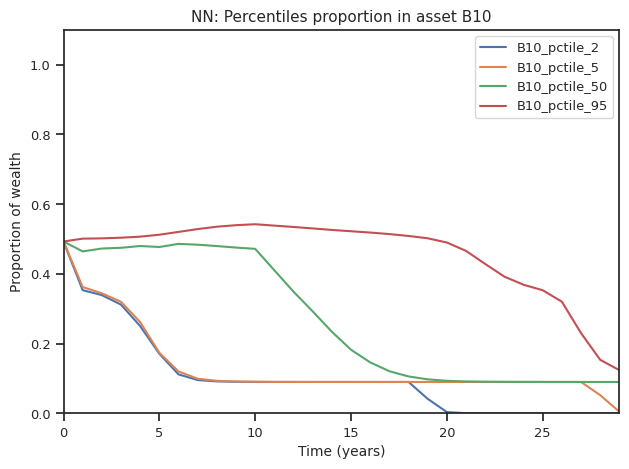 NN: Percentiles proportion in asset B10
B10_pctile_2
B10_pctile_5
B10_pctile_50
B10_pctile_95
Proportion of wealth
1.0
0.8
0.6
0.4
0.2
0.0
0 5 10 15 20 25
Time (years)